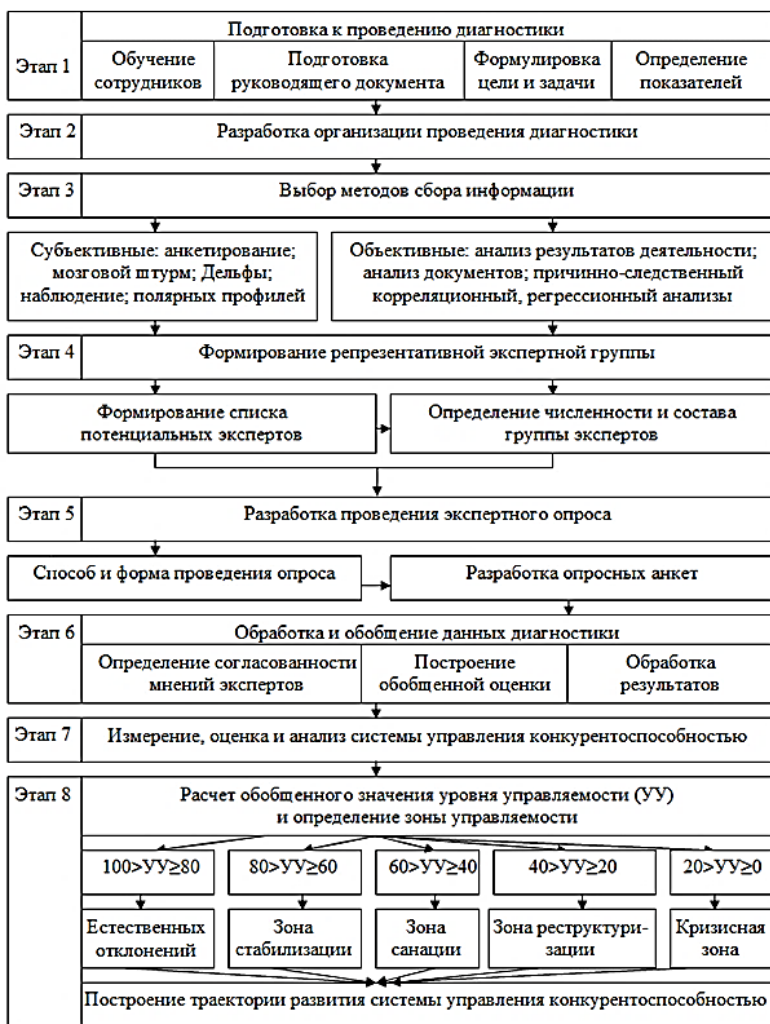 Этап 1
Подготовка к проведению диагностики
Обучение
сотрудников
Подготовка
руководящего документа
Формулировка
цели и задачи
Определение
показателей
Этап 2
Разработка организации проведения диагностики
Этап 3
Выбор методов сбора информации
Субъективные: анкетирование;
мозговой штурм; Дельфы;
наблюдение; полярных профилей
Объективные: анализ результатов деятельности;
анализ документов; причинно-следственный
корреляционный, регрессионный анализы
Этап 4
Формирование репрезентативной экспертной группы
Формирование списка
потенциальных экспертов
Определение численности и состава
группы экспертов
Этап 5
Разработка проведения экспертного опроса
Способ и форма проведения опроса
Разработка опросных анкет
Этап 6
Обработка и обобщение данных диагностики
Определение согласованности
мнений экспертов
Построение
обобщенной оценки
Обработка
результатов
Этап 7
Измерение, оценка и анализ системы управления конкурентоспособностью
Этап 8
Расчет обобщенного значения уровня управляемости (УУ)
и определение зоны управляемости
100>УУ≥80
80>УУ≥60
60>УУ≥40
40>УУ≥20
20>УУ≥0
Естественных
отклонений
Зона
стабилизации
Зона
санации
Зона реструктури-
зации
Кризисная
зона
Построение траектории развития системы управления конкурентоспособностью